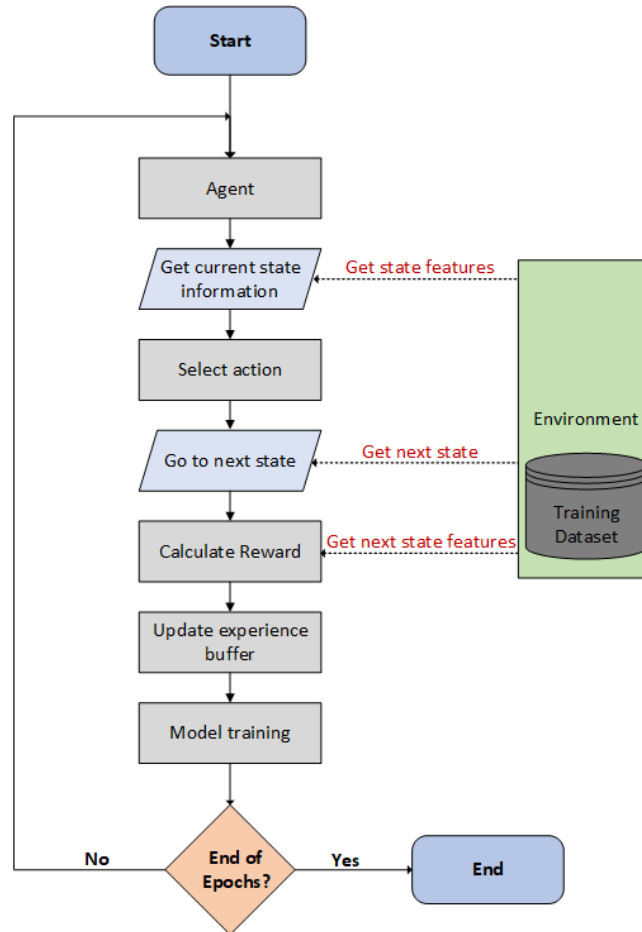 Start
Agent
Get current state
information
Get state features
Select action
Environment
Go to next state
Get next state
Training
Dataset
Calculate Reward
Get next state features
Update experience
buffer
Model training
No
End of
Epochs?
Yes
End